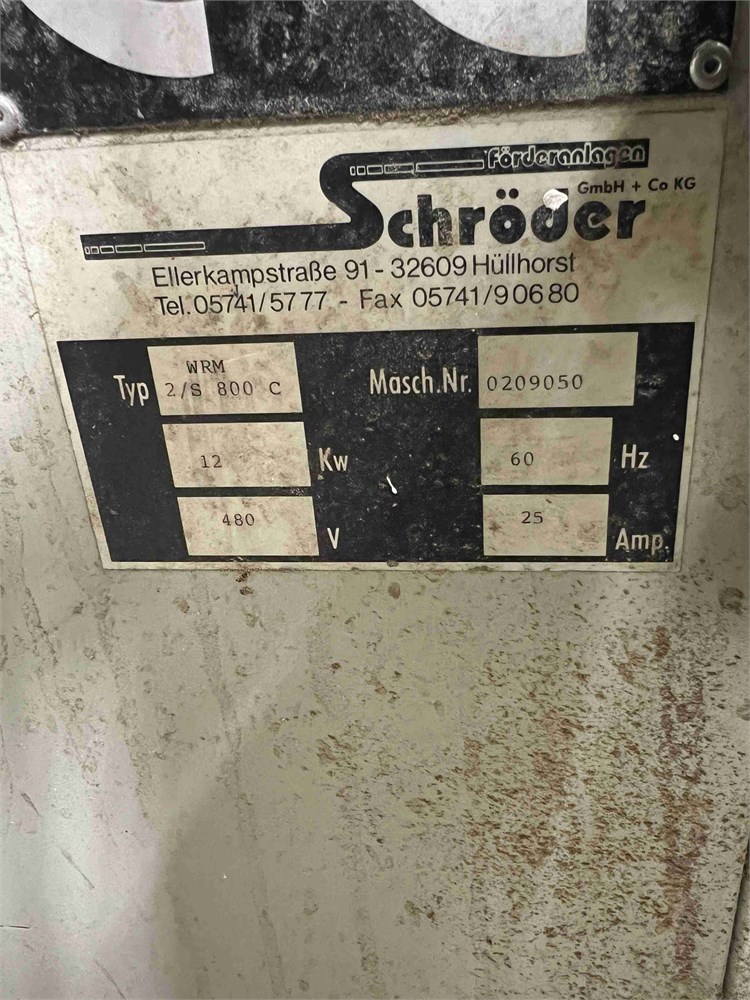 Förderanlagen
Schröder GmbH + Co KG
Ellerkampstraße 91 - 32609 Hüllhorst
Tel. 05741/5777 - Fax 05741/90680
Typ WRM 2/S 800 C Masch.Nr. 0209050
12 Kw 60 Hz
480 V 25 Amp.